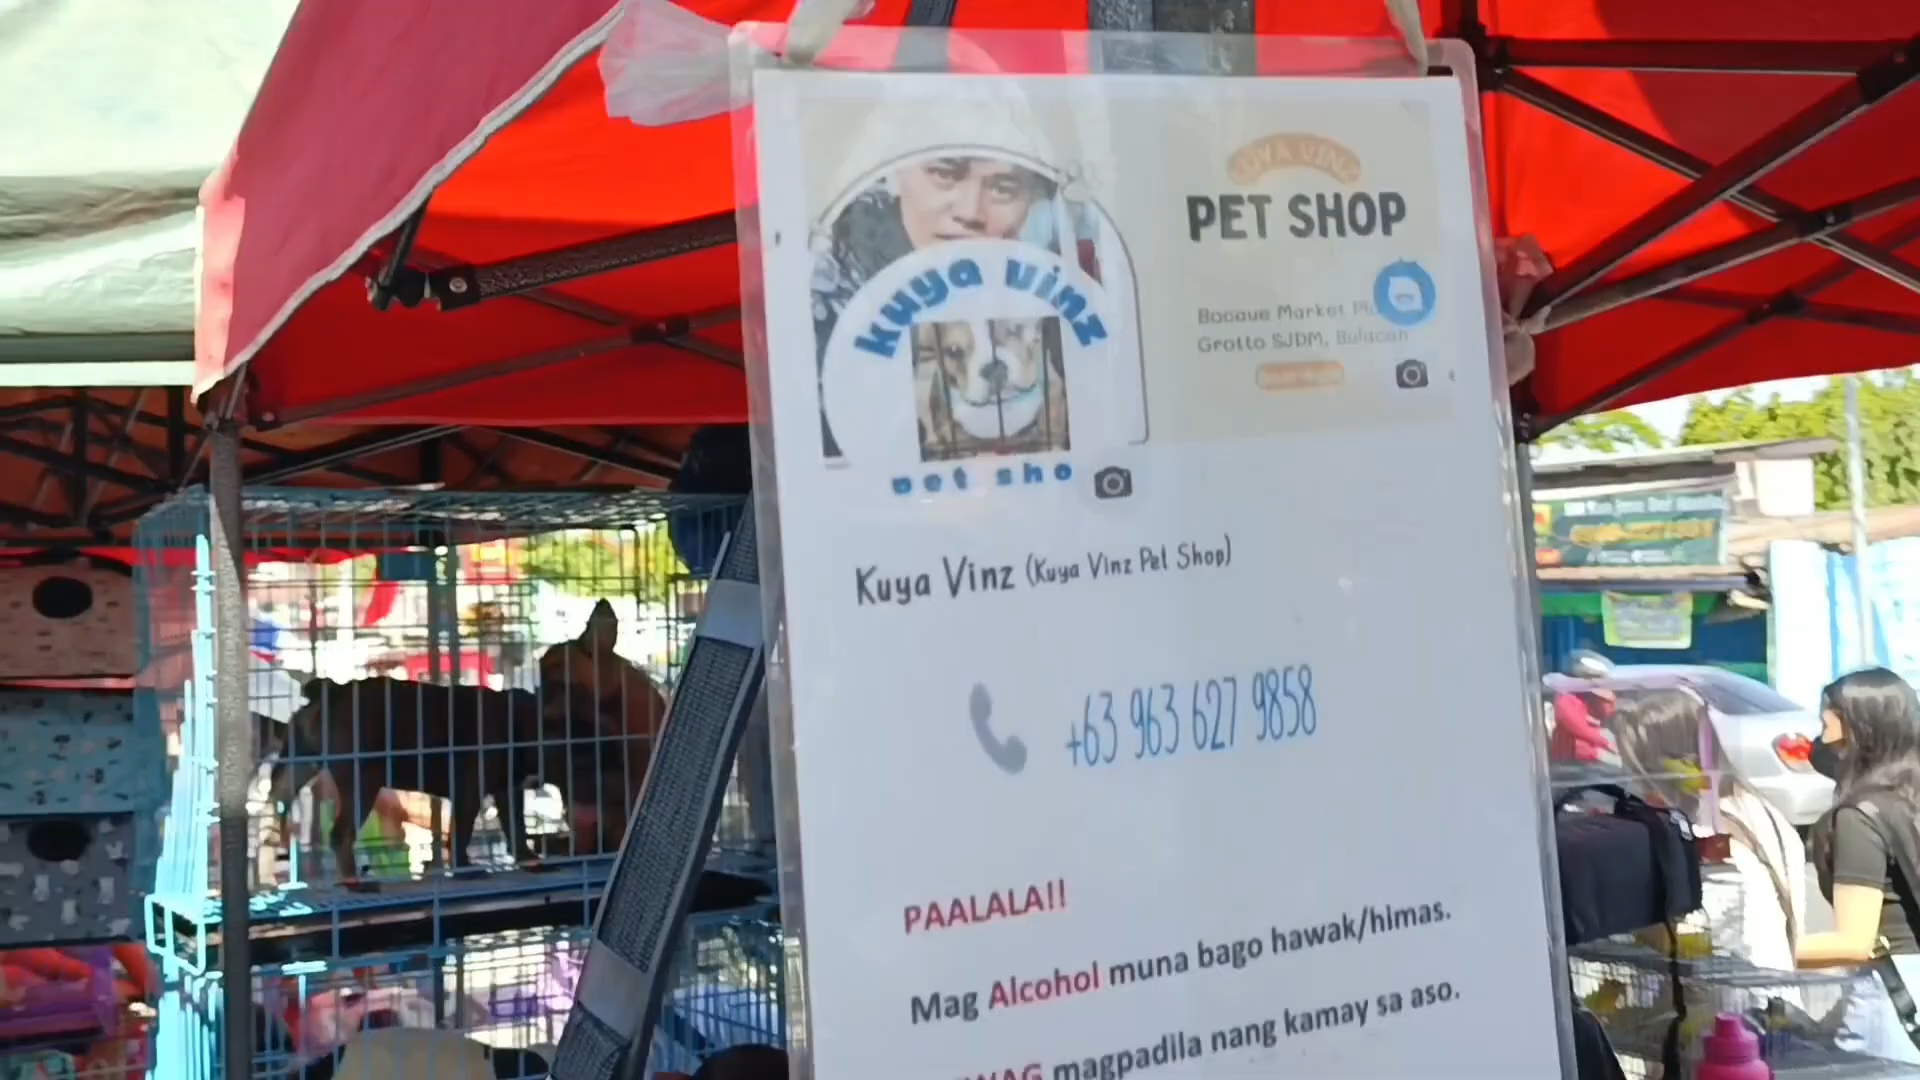 kuya vinz
pet sho
PET SHOP
Bocaue Market
Grotto SJDM, Bulacan
Kuya Vinz (Kuya Vinz Pet Shop)
+63 963 627 9858
PAALALA!!
Mag Alcohol muna bago hawak/himas.
magpadila nang kamay sa aso.